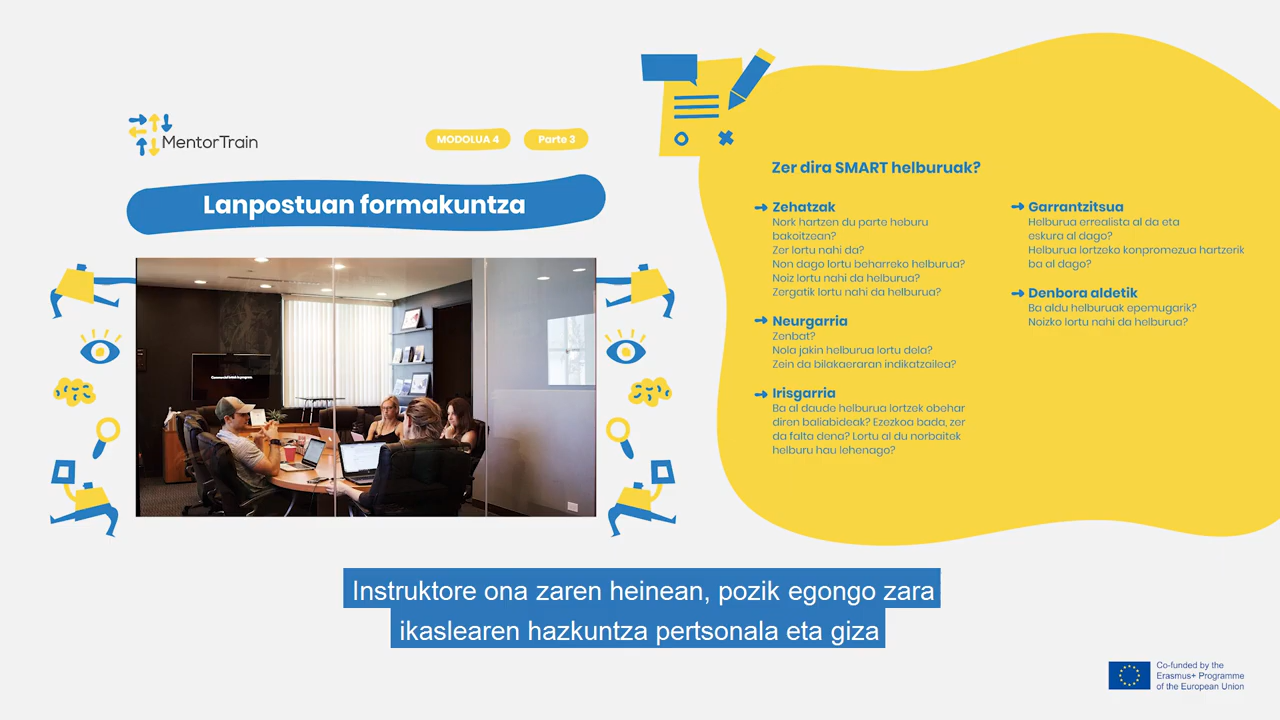 MentorTrain
MODOLUA 4
Parte 3
Lanpostuan formakuntza
Zer dira SMART helburuak?
Zehatzak
Nork hartzen du parte heburu
bakoitzean?
Zer lortu nahi da?
Non dago lortu beharreko helburua?
Noiz lortu nahi da helburua?
Zergatik lortu nahi da helburua?
Neurgarria
Zenbat?
Nola jakin helburua lortu dela?
Zein da bilakaeraran indikatzailea?
Irisgarria
Ba al daude helburua lortzek obehar
diren baliabideak? Ezezkoa bada, zer
da falta dena? Lortu al du norbaitek
helburu hau lehenago?
Garrantzitsua
Helburua errealista al da eta
eskura al dago?
Helburua lortzeko konpromezua hartzerik
ba al dago?
Denbora aldetik
Ba aldu helburuak epemugarik?
Noizko lortu nahi da helburua?
Instruktore ona zaren heinean, pozik egongo zara
ikaslearen hazkuntza pertsonala eta giza
Co-funded by the
Erasmus+ Programme
of the European Union